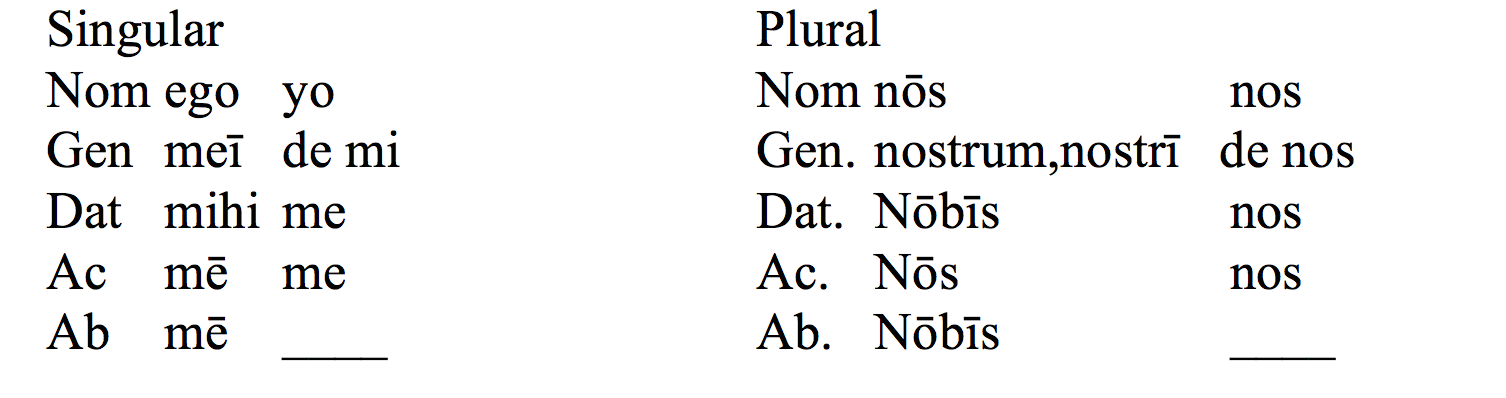 Singular Plural
Nom ego yo Nom nōs nos
Gen meī de mi Gen. nostrum,nostrī de nos
Dat mihi me Dat. Nōbīs nos
Ac mē me Ac. Nōs nos
Ab mē ____ Ab. Nōbīs ____